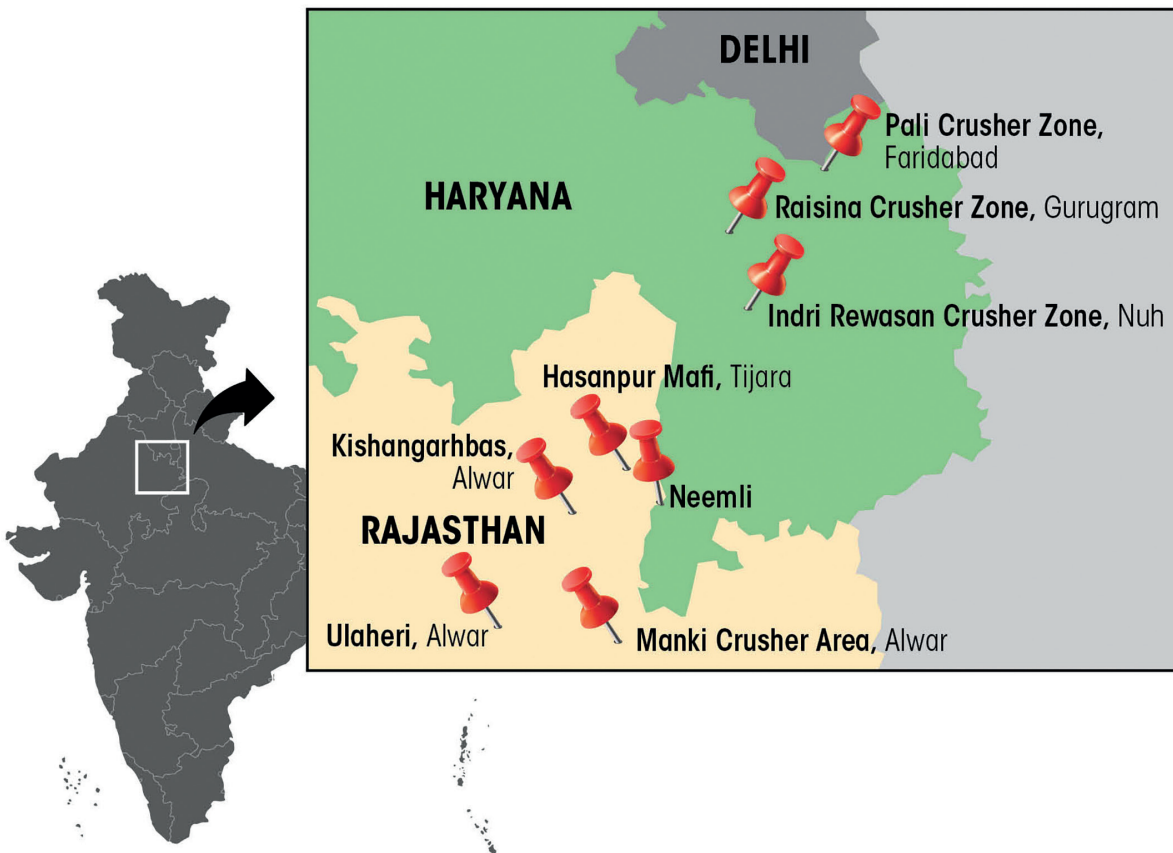 DELHI
Pali Crusher Zone,
Faridabad
HARYANA
Raisina Crusher Zone, Gurugram
Indri Rewasan Crusher Zone, Nuh
Hasanpur Mafi, Tijara
Kishangarhbas,
Alwar
Neemli
RAJASTHAN
Ulaheri, Alwar
Manki Crusher Area, Alwar